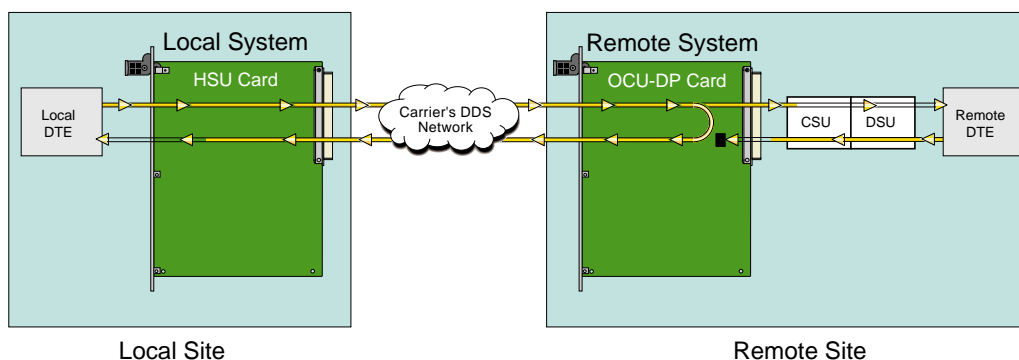 Local System
Remote System
HSU Card
OCU-DP Card
Local
DTE
Carrier's DDS
Network
CSU
DSU
Remote
DTE
Local Site
Remote Site